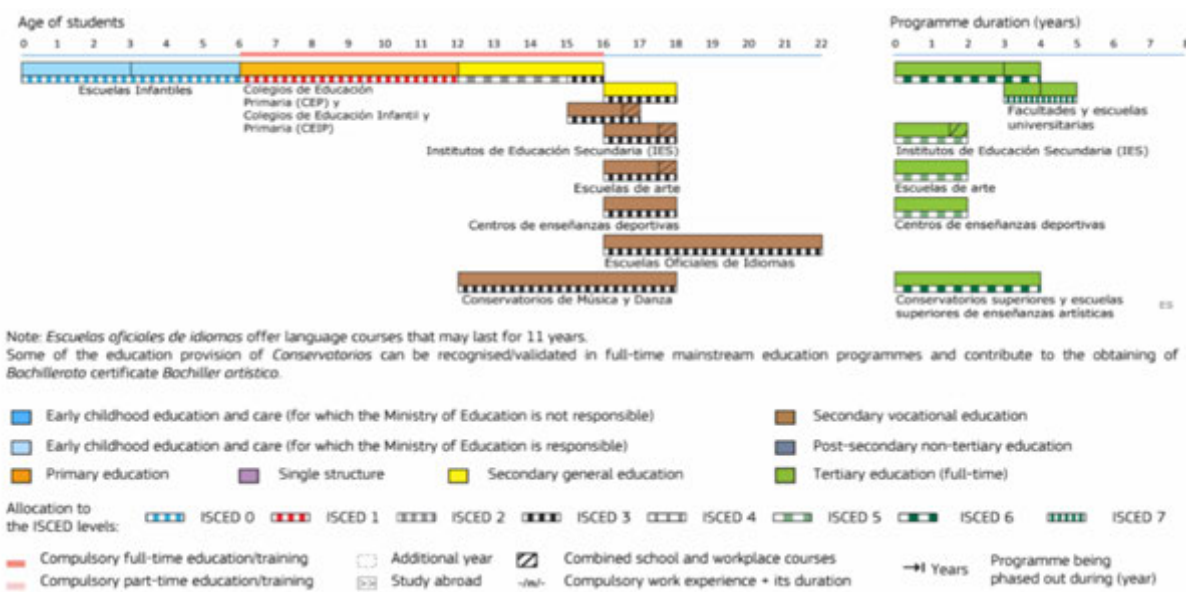 Age of students
Programme duration (years)
0 1 2 3 4 5 6 7 8 9 10 11 12 13 14 15 16 17 18 19 20 21 22
0 1 2 3 4 5 6 7 8
Escuelas Infantiles
Colegios de Educación
Primaria (CEP) y
Colegios de Educación Infantil y
Primaria (CEIP)
Facultades y escuelas
universitarias
Institutos de Educación Secundaria (IES)
Institutos de Educación Secundaria (IES)
Escuelas de arte
Escuelas de arte
Centros de enseñanzas deportivas
Centros de enseñanzas deportivas
Escuelas Oficiales de Idiomas
Conservatorios de Música y Danza
Conservatorios superiores y escuelas
superiores de enseñanzas artísticas
ES
Note: Escuelas oficiales de idiomas offer language courses that may last for 11 years.
Some of the education provision of Conservatorios can be recognised/validated in full-time mainstream education programmes and contribute to the obtaining of
Bachillerato certificate Bachiller artístico.
Early childhood education and care (for which the Ministry of Education is not responsible)
Secondary vocational education
Early childhood education and care (for which the Ministry of Education is responsible)
Post-secondary non-tertiary education
Primary education
Single structure
Secondary general education
Tertiary education (full-time)
Allocation to
the ISCED levels:
ISCED 0
ISCED 1
ISCED 2
ISCED 3
ISCED 4
ISCED 5
ISCED 6
ISCED 7
Compulsory full-time education/training
Additional year
Combined school and workplace courses
Years
Programme being
phased out during (year)
Compulsory part-time education/training
Study abroad
-/n/-
Compulsory work experience + its duration